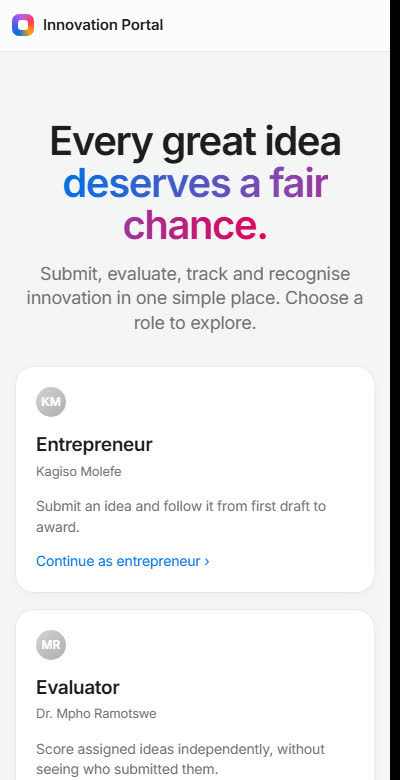 Innovation Portal
Every great idea
deserves a fair
chance.
Submit, evaluate, track and recognise
innovation in one simple place. Choose a
role to explore.
KM
Entrepreneur
Kagiso Molefe
Submit an idea and follow it from first draft to
award.
Continue as entrepreneur ›
MR
Evaluator
Dr. Mpho Ramotswe
Score assigned ideas independently, without
seeing who submitted them.